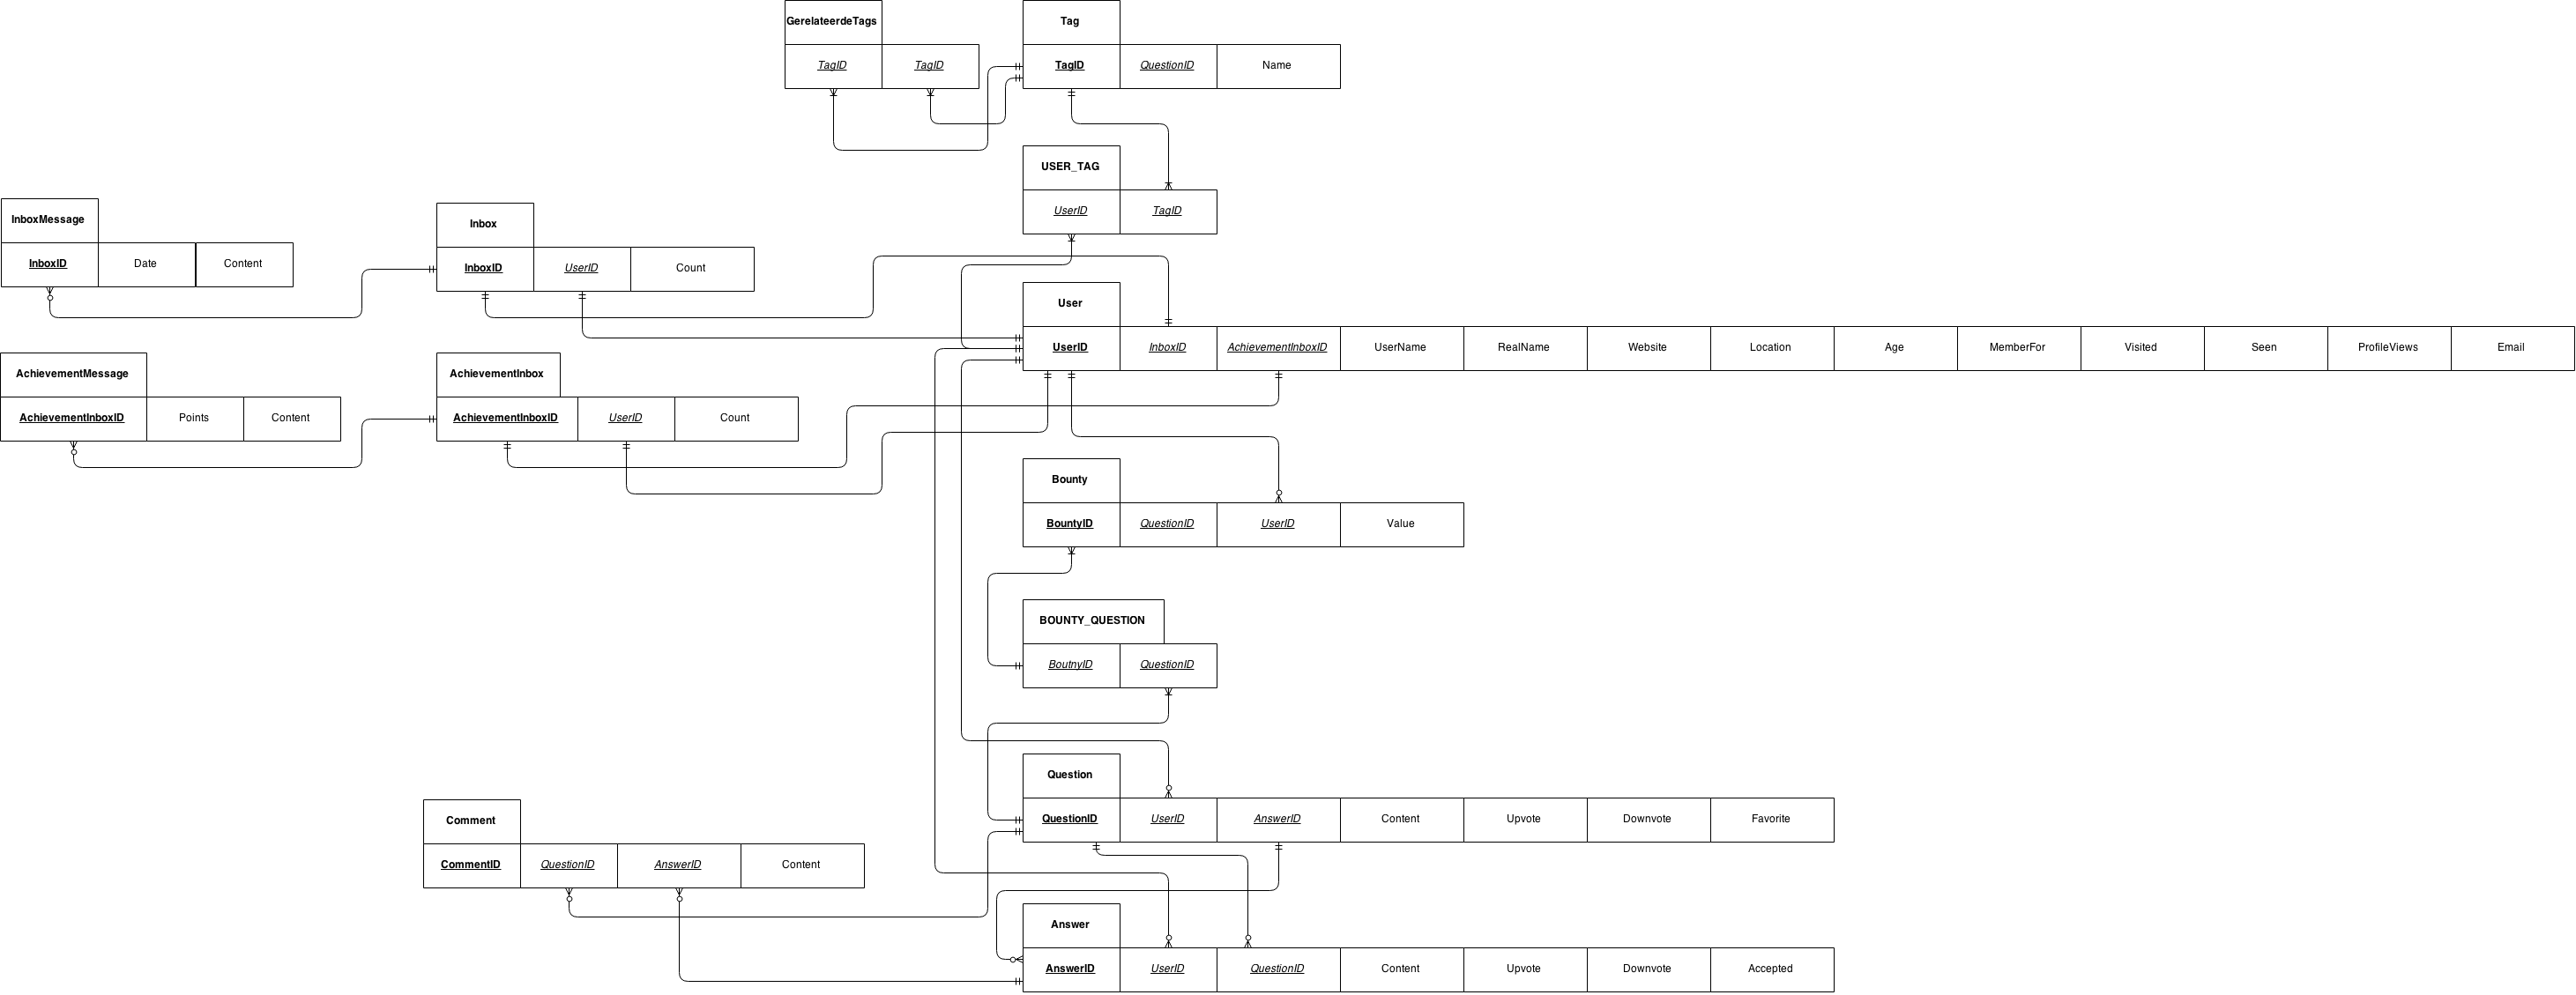 GerelateerdeTags
TagID TagID
Tag
TagID QuestionID Name
USER_TAG
UserID TagID
InboxMessage
InboxID Date Content
Inbox
InboxID UserID Count
User
UserID InboxID AchievementInboxID UserName RealName Website Location Age MemberFor Visited Seen ProfileViews Email
AchievementMessage
AchievementInboxID Points Content
AchievementInbox
AchievementInboxID UserID Count
Bounty
BountyID QuestionID UserID Value
BOUNTY_QUESTION
BoutnyID QuestionID
Question
QuestionID UserID AnswerID Content Upvote Downvote Favorite
Comment
CommentID QuestionID AnswerID Content
Answer
AnswerID UserID QuestionID Content Upvote Downvote Accepted